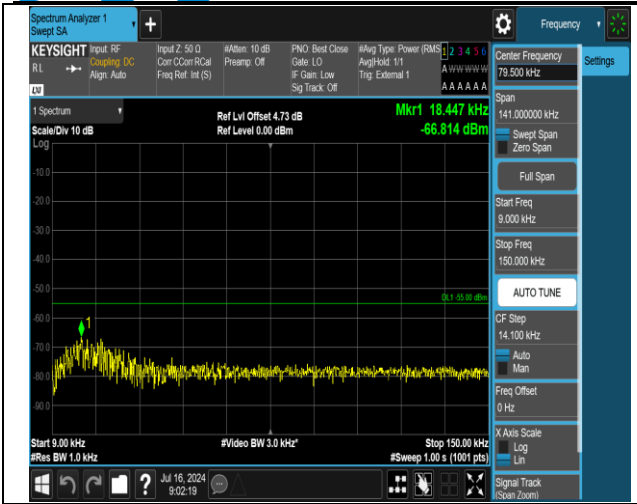 Spectrum Analyzer 1
Swept SA
Frequency
KEYSIGHT
RL
LXI
Input: RF
Coupling: DC
Align: Auto
Input Z: 50 Ω
Corr CCorr RCal
Freq Ref: Int (S)
#Atten: 10 dB
Preamp: Off
PNO: Best Close
Gate: LO
IF Gain: Low
Sig Track: Off
#Avg Type: Power (RMS
Avg|Hold: 1/1
Trig: External 1
1 2 3 4 5 6
A W W W W W
A A A A A A
Center Frequency
79.500 kHz
Settings
Span
141.000000 kHz
Swept Span
Zero Span
Full Span
Start Freq
9.000 kHz
Stop Freq
150.000 kHz
AUTO TUNE
CF Step
14.100 kHz
Auto
Man
Freq Offset
0 Hz
X Axis Scale
Log
Lin
Signal Track
(Span Zoom)
1 Spectrum
Scale/Div 10 dB
Log
Ref Lvl Offset 4.73 dB
Ref Level 0.00 dBm
Mkr1 18.447 kHz
-66.814 dBm
-10.0
-20.0
-30.0
-40.0
-50.0
DL1 -55.00 dBm
-60.0
1
-70.0
-80.0
-90.0
Start 9.00 kHz
#Video BW 3.0 kHz*
Stop 150.00 kHz
#Res BW 1.0 kHz
#Sweep 1.00 s (1001 pts)
Jul 16, 2024
9:02:19